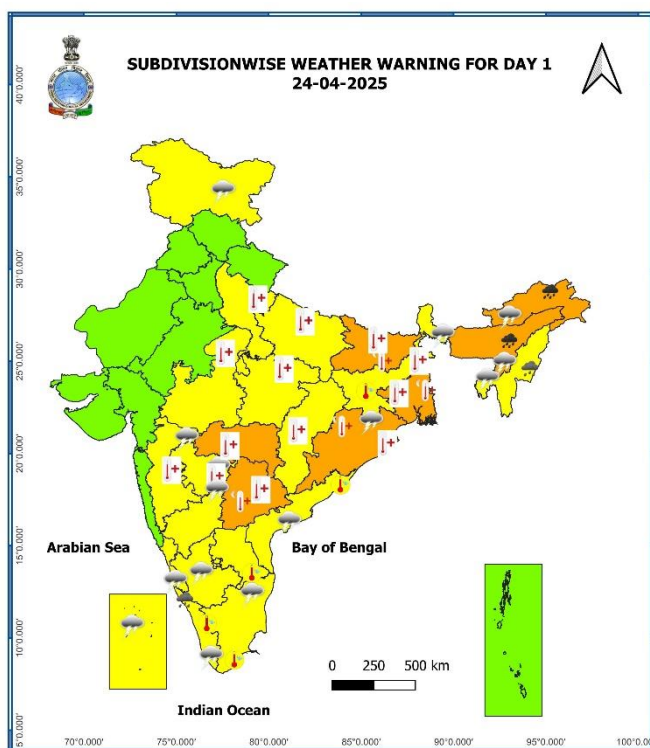 SUBDIVISIONWISE WEATHER WARNING FOR DAY 1
24-04-2025
40°0.000'
35°0.000'
30°0.000'
25°0.000'
20°0.000'
15°0.000'
10°0.000'
5°0.000'
Arabian Sea
Bay of Bengal
0 250 500 km
Indian Ocean
70°0.000' 75°0.000' 80°0.000' 85°0.000' 90°0.000' 95°0.000'